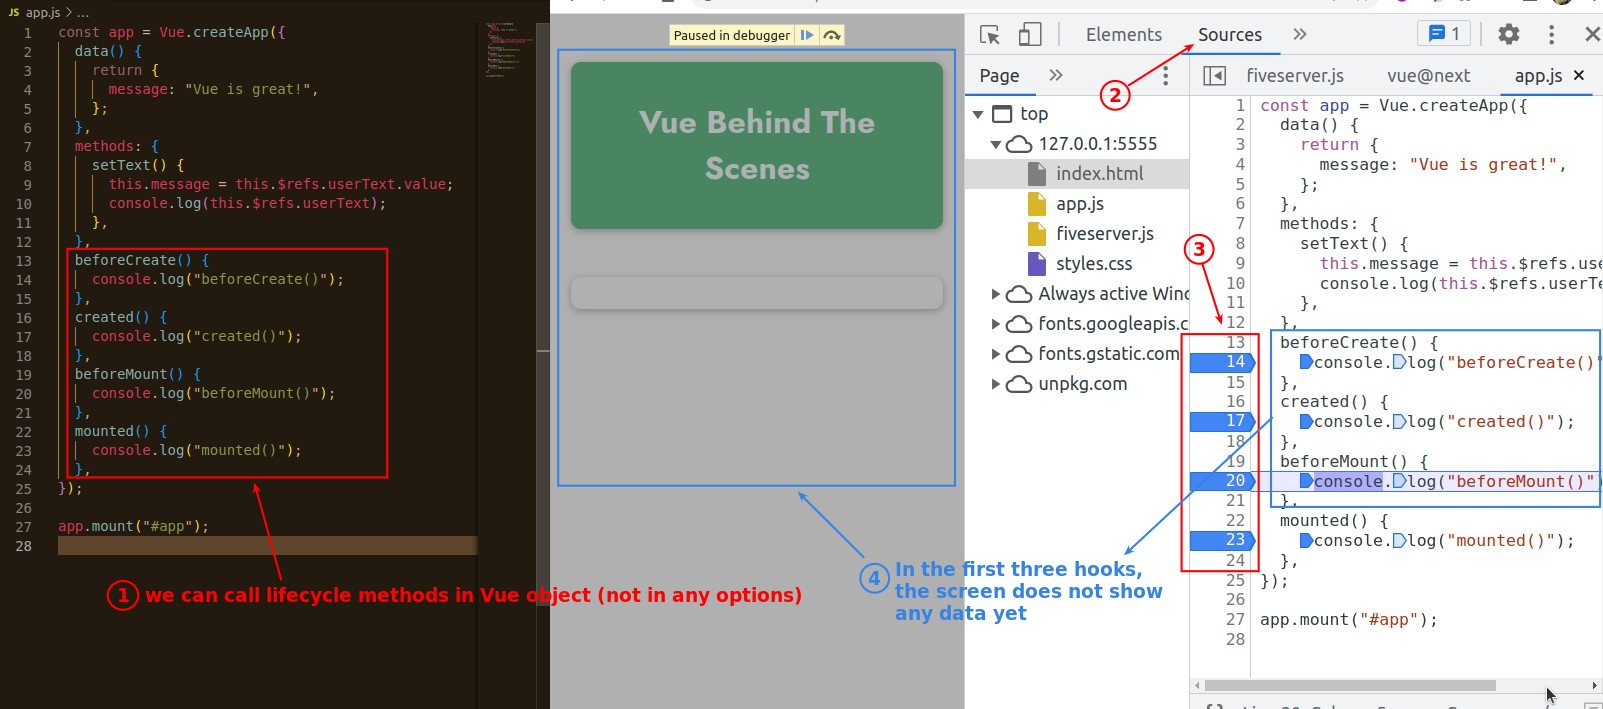 JS app.js > ...
1 const app = Vue.createApp({
2 data() {
3 return {
4 message: "Vue is great!",
5 };
6 },
7 methods: {
8 setText() {
9 this.message = this.$refs.userText.value;
10 console.log(this.$refs.userText);
11 },
12 },
13 beforeCreate() {
14 console.log("beforeCreate()");
15 },
16 created() {
17 console.log("created()");
18 },
19 beforeMount() {
20 console.log("beforeMount()");
21 },
22 mounted() {
23 console.log("mounted()");
24 },
25 });
26
27 app.mount("#app");
28
1 we can call lifecycle methods in Vue object (not in any options)
Paused in debugger
Vue Behind The
Scenes
4 In the first three hooks,
the screen does not show
any data yet
Elements Sources » 1
2
Page »
top
127.0.0.1:5555
index.html
app.js
fiveserver.js
styles.css
Always active Winc
fonts.googleapis.c
fonts.gstatic.com
unpkg.com
3
fiveserver.js vue@next app.js ×
1 const app = Vue.createApp({
2 data() {
3 return {
4 message: "Vue is great!",
5 };
6 },
7 methods: {
8 setText() {
9 this.message = this.$refs.use
10 console.log(this.$refs.userTe
11 },
12 },
13 beforeCreate() {
14 console.log("beforeCreate()"
15 },
16 created() {
17 console.log("created()");
18 },
19 beforeMount() {
20 console.log("beforeMount()"
21 },
22 mounted() {
23 console.log("mounted()");
24 },
25 });
26
27 app.mount("#app");
28